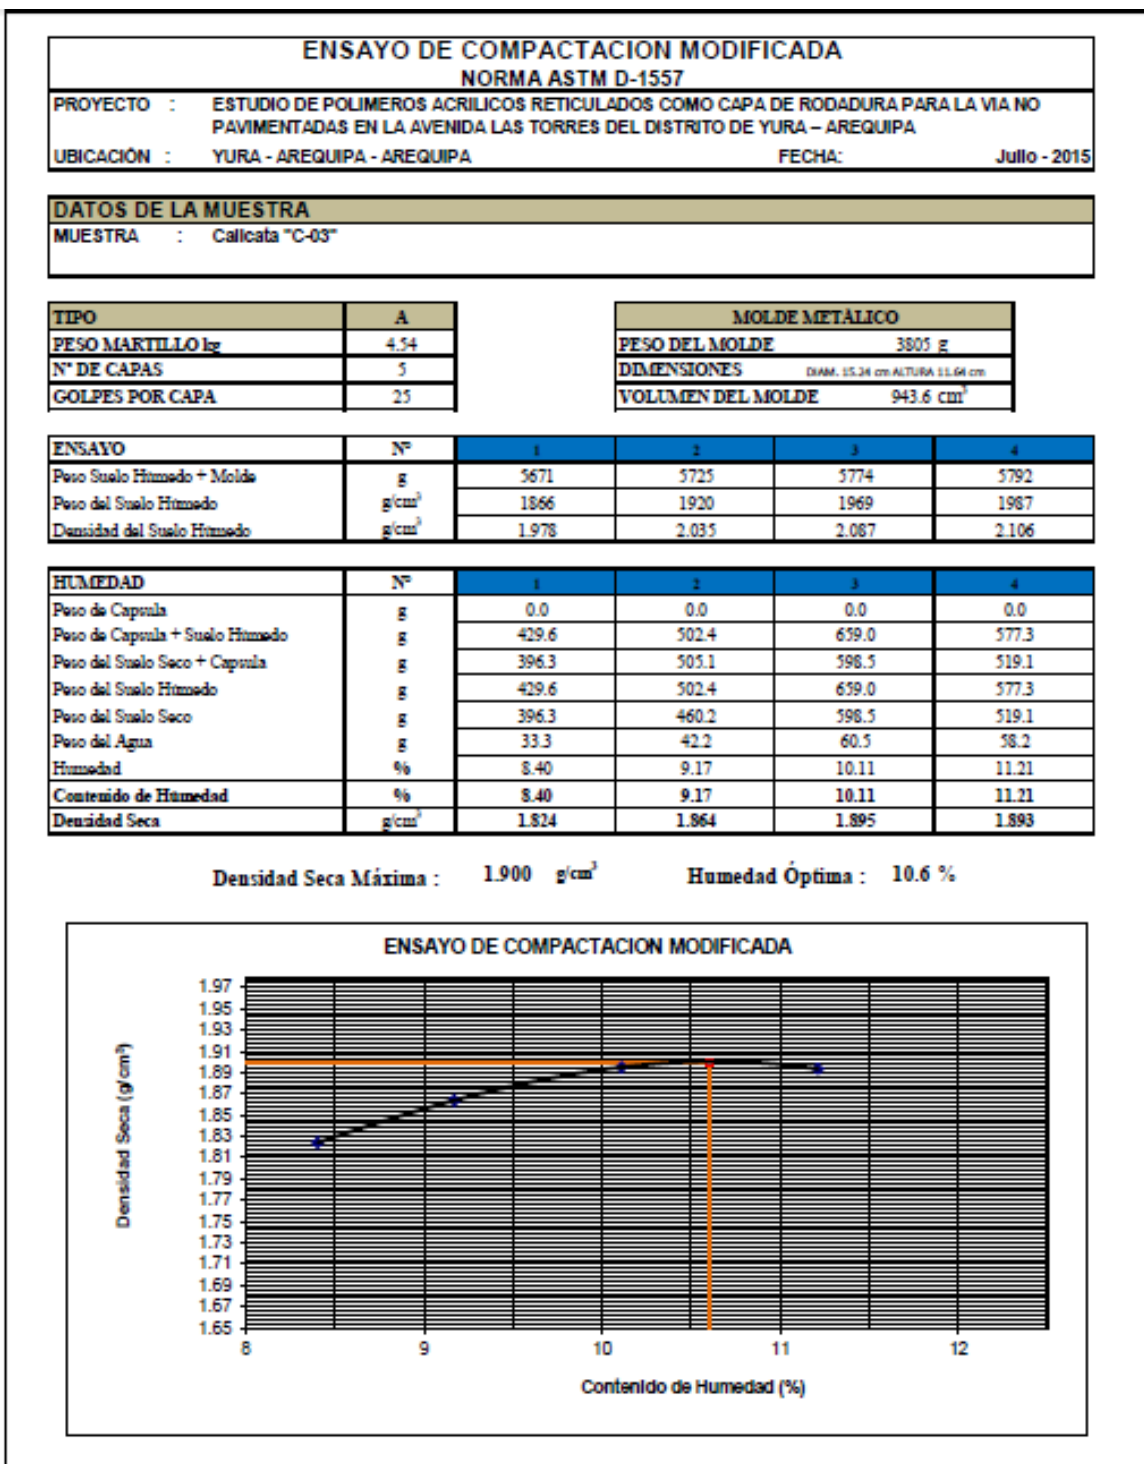 ENSAYO DE COMPACTACION MODIFICADA
NORMA ASTM D-1557
PROYECTO : ESTUDIO DE POLIMEROS ACRILICOS RETICULADOS COMO CAPA DE RODADURA PARA LA VIA NO
PAVIMENTADAS EN LA AVENIDA LAS TORRES DEL DISTRITO DE YURA – AREQUIPA
UBICACIÓN : YURA - AREQUIPA - AREQUIPA FECHA: Julio - 2015
DATOS DE LA MUESTRA
MUESTRA : Calicata "C-03"
TIPO A
PESO MARTILLO kg 4.54
N° DE CAPAS 5
GOLPES POR CAPA 25
MOLDE METÁLICO
PESO DEL MOLDE 3805 g
DIMENSIONES DIAM. 15.24 cm ALTURA 11.64 cm
VOLUMEN DEL MOLDE 943.6 cm³
ENSAYO Nº 1 2 3 4
Peso Suelo Húmedo + Molde g 5671 5725 5774 5792
Peso del Suelo Húmedo g/cm³ 1866 1920 1969 1987
Densidad del Suelo Húmedo g/cm³ 1.978 2.035 2.087 2.106
HUMEDAD Nº 1 2 3 4
Peso de Capsula g 0.0 0.0 0.0 0.0
Peso de Capsula + Suelo Húmedo g 429.6 502.4 659.0 577.3
Peso del Suelo Seco + Capsula g 396.3 505.1 598.5 519.1
Peso del Suelo Húmedo g 429.6 502.4 659.0 577.3
Peso del Suelo Seco g 396.3 460.2 598.5 519.1
Peso del Agua g 33.3 42.2 60.5 58.2
Humedad % 8.40 9.17 10.11 11.21
Contenido de Húmedad % 8.40 9.17 10.11 11.21
Densidad Seca g/cm³ 1.824 1.864 1.895 1.893
Densidad Seca Máxima : 1.900 g/cm³ Humedad Óptima : 10.6 %
ENSAYO DE COMPACTACION MODIFICADA
Densidad Seca (g/cm³)
1.97
1.95
1.93
1.91
1.89
1.87
1.85
1.83
1.81
1.79
1.77
1.75
1.73
1.71
1.69
1.67
1.65
8 9 10 11 12
Contenido de Humedad (%)